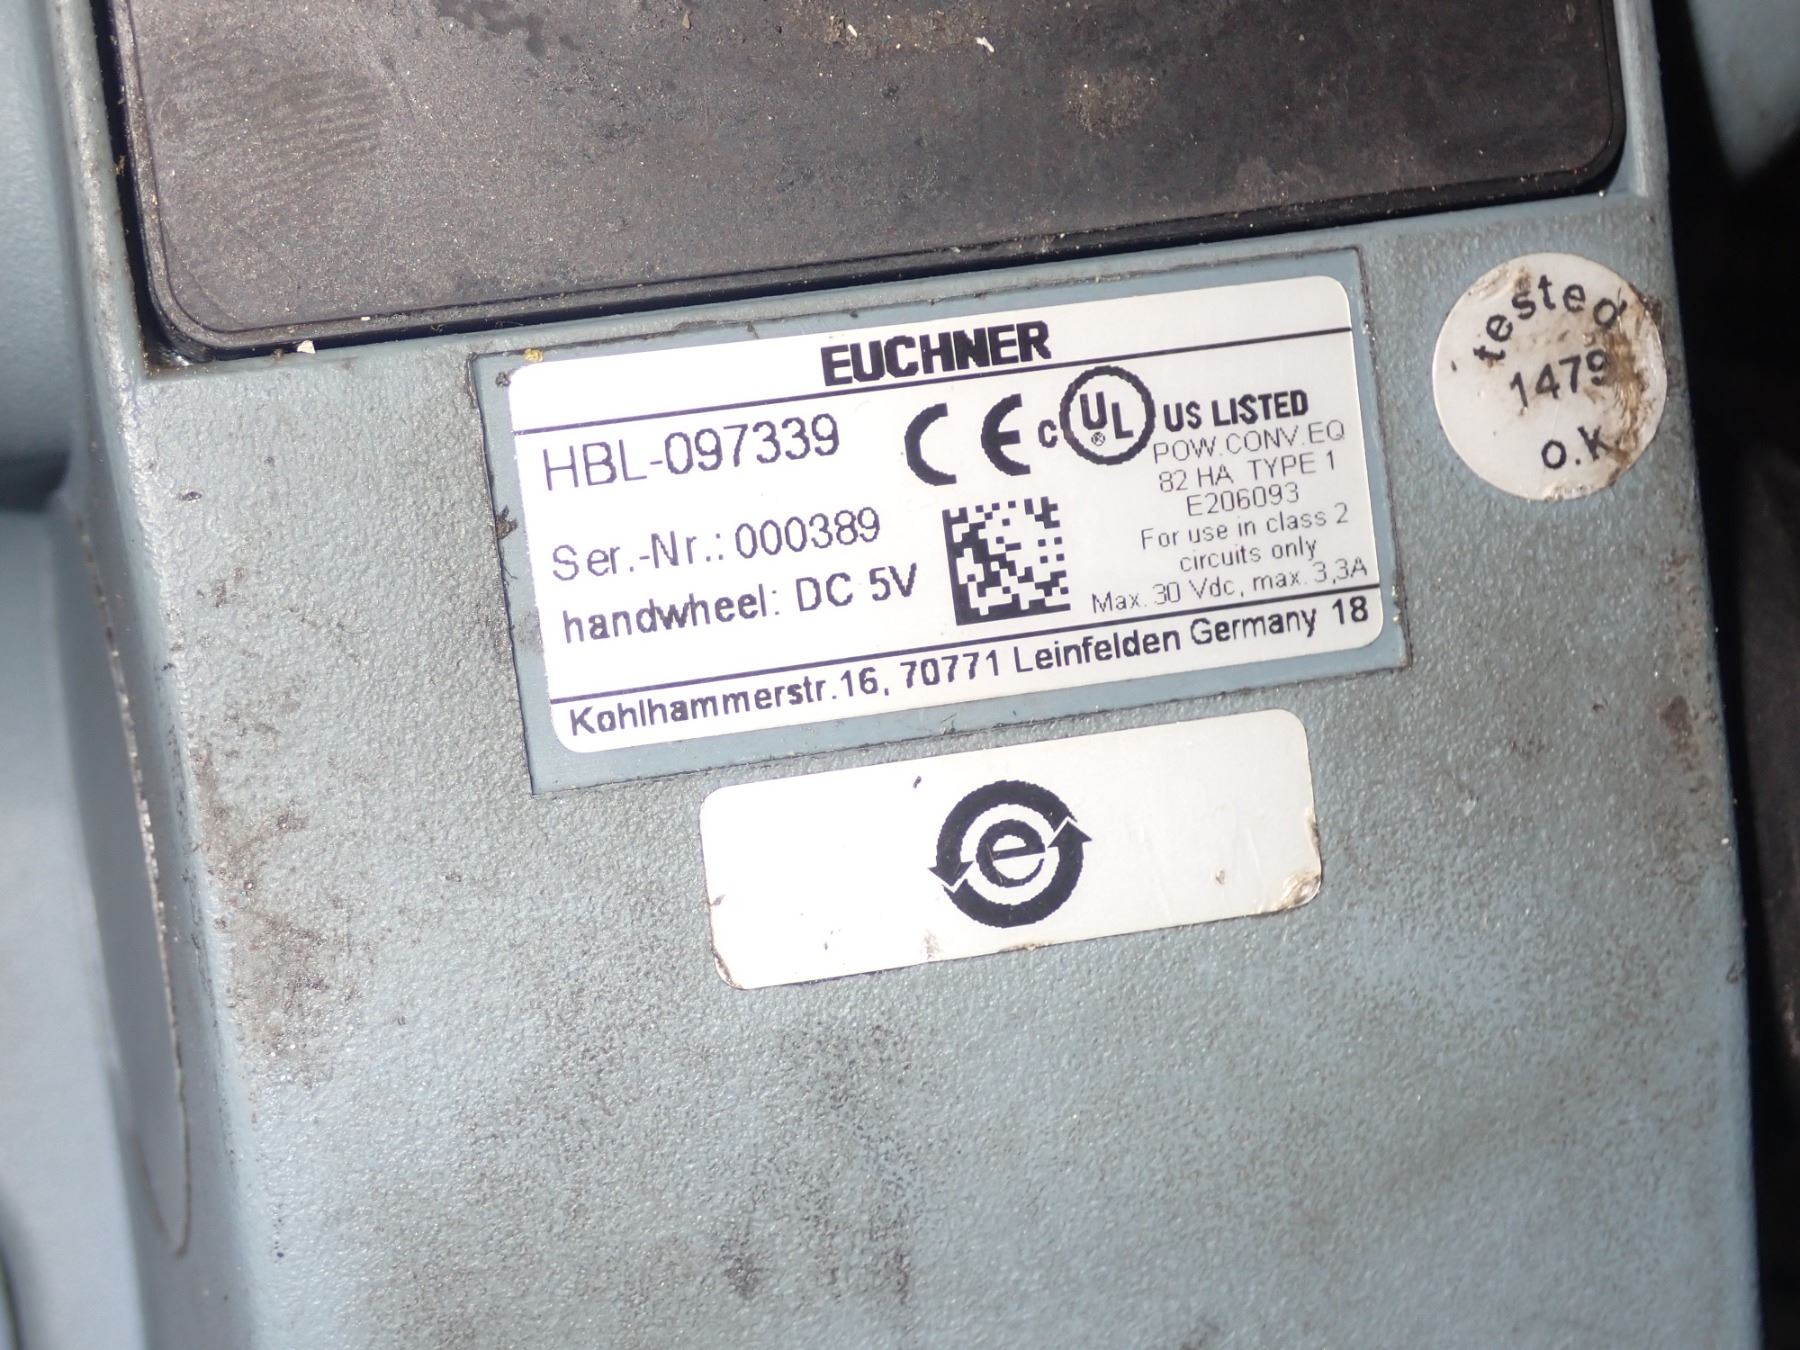 EUCHNER
HBL-097339
CE c UL ® US LISTED
POW.CONV.EQ
82 HA TYPE 1
E206093
For use in class 2
circuits only
Max. 30 Vdc, max. 3,3A
Ser.-Nr.: 000389
handwheel: DC 5V
Kohlhammerstr.16, 70771 Leinfelden Germany 18
tested
1479
o.k
e